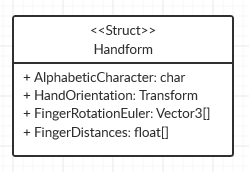 <<Struct>>
Handform
+ AlphabeticCharacter: char
+ HandOrientation: Transform
+ FingerRotationEuler: Vector3[]
+ FingerDistances: float[]